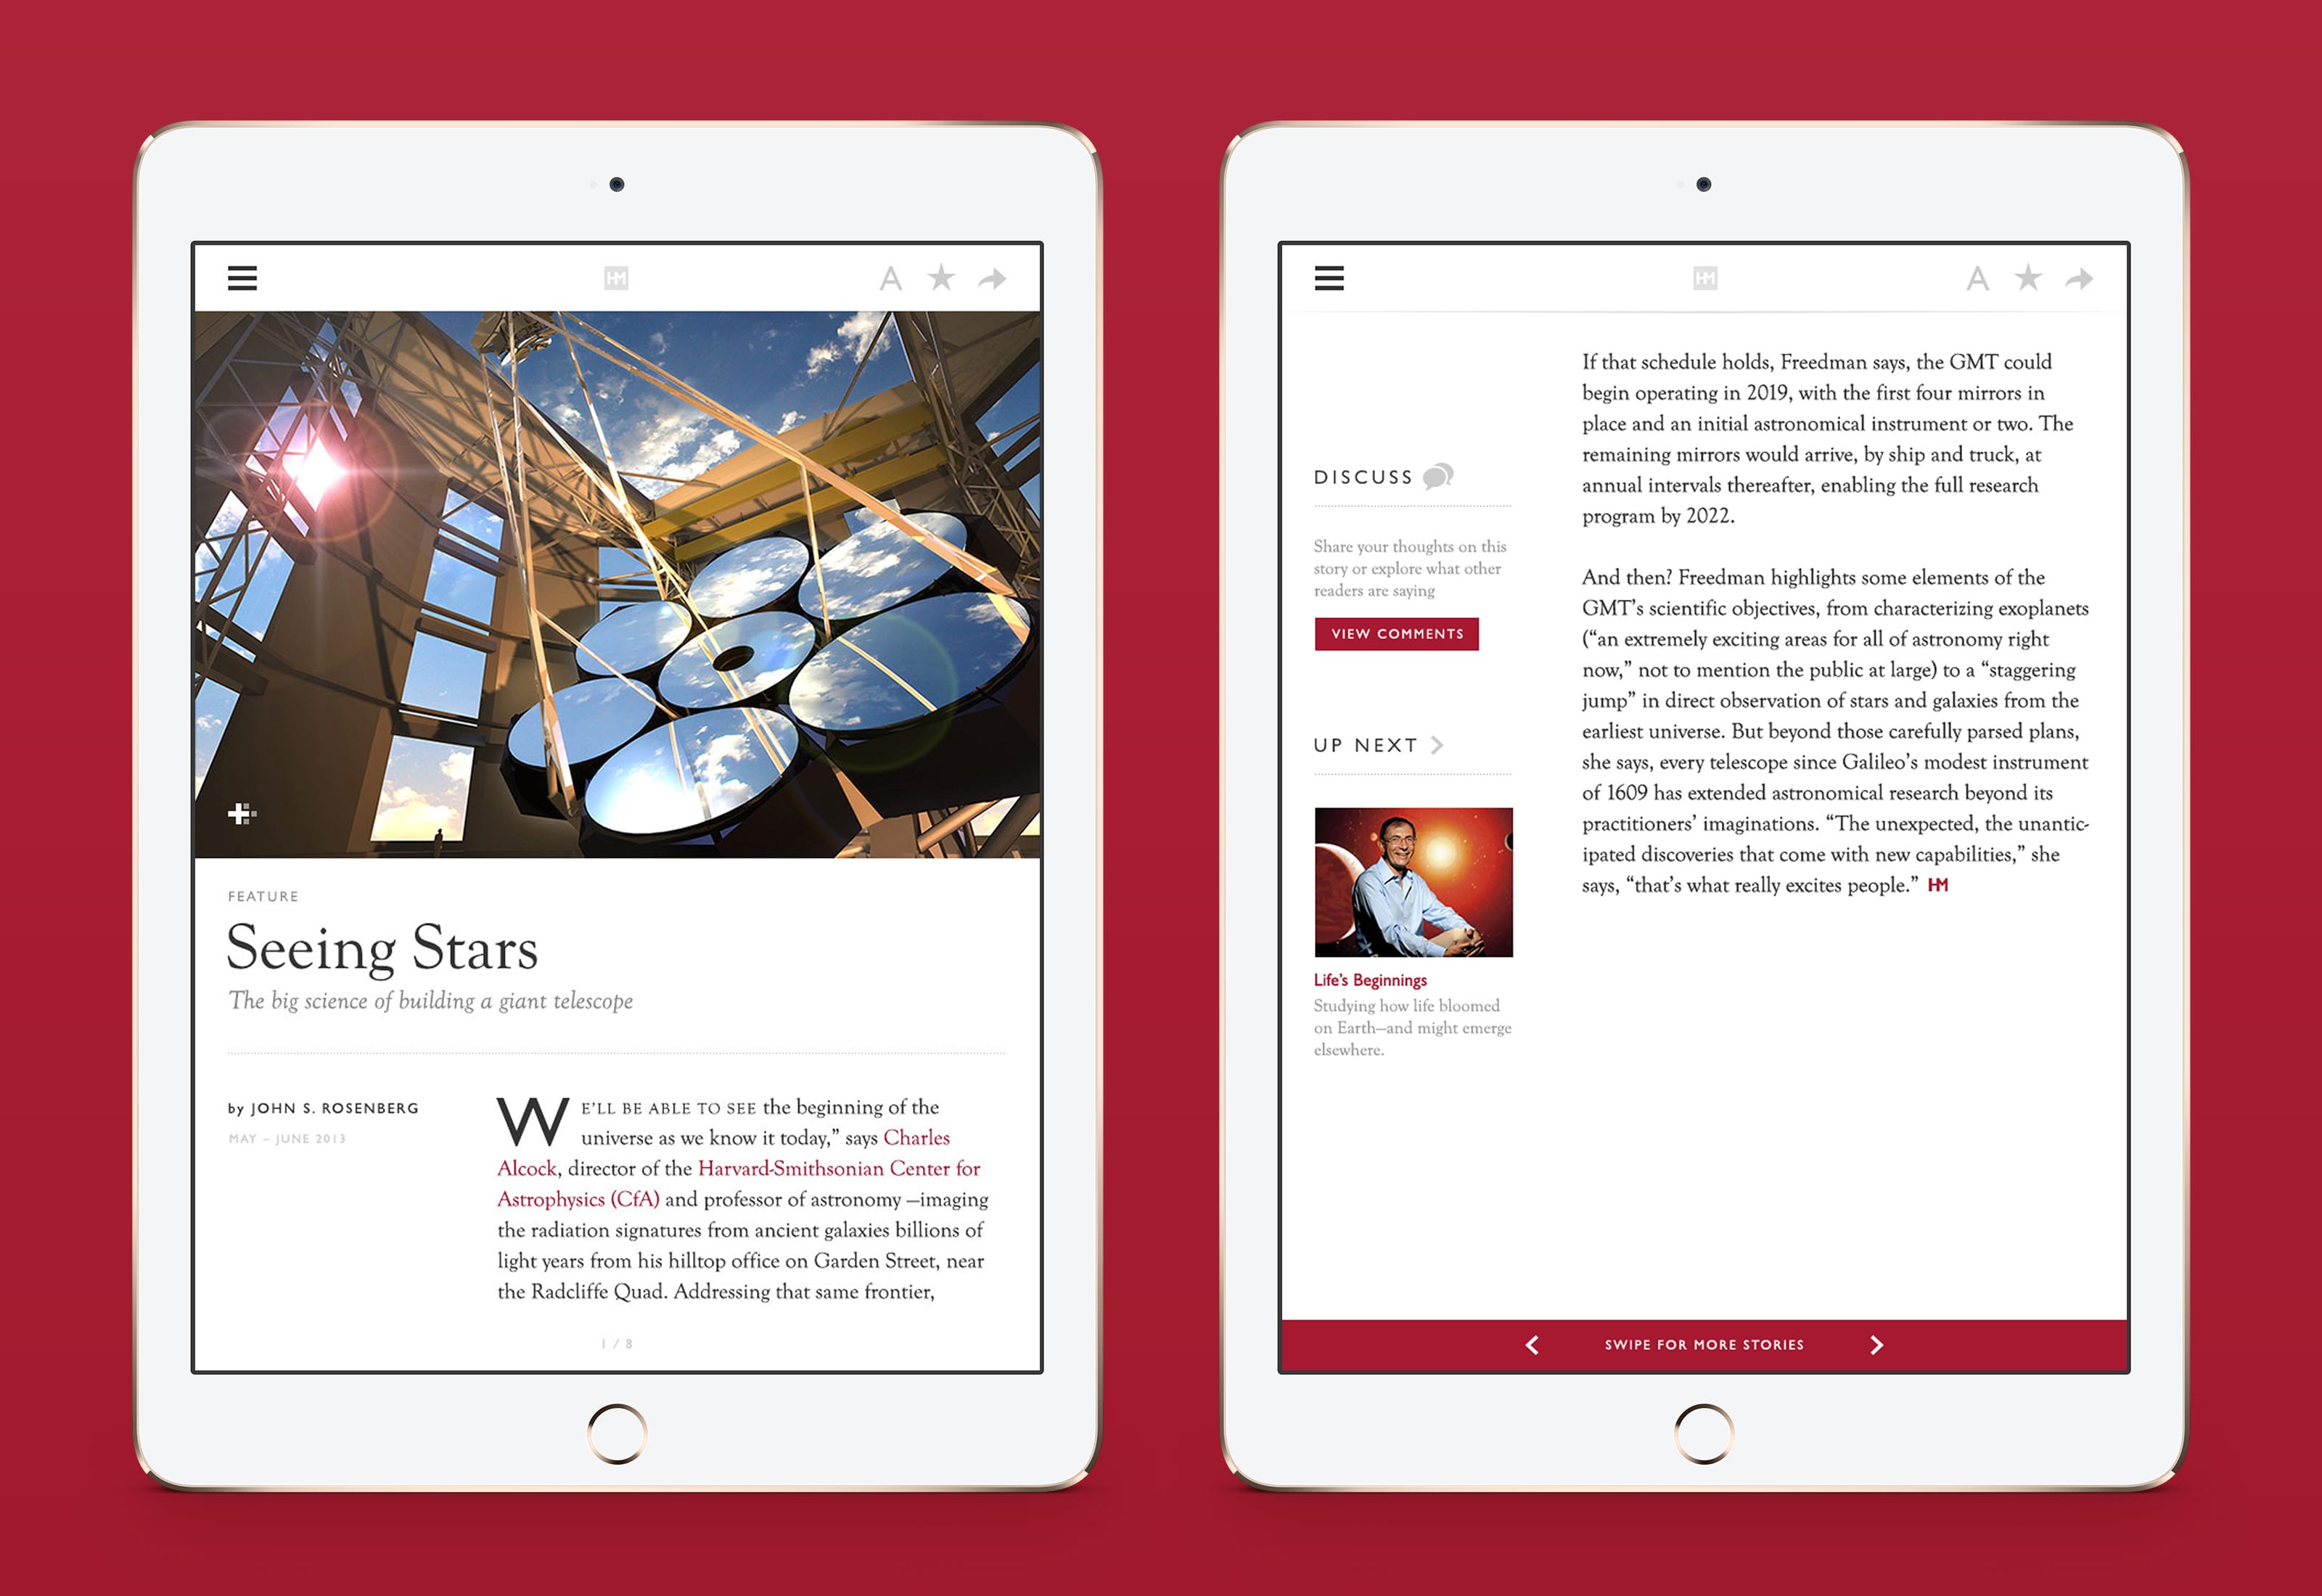 HM
A
FEATURE
Seeing Stars
The big science of building a giant telescope
by JOHN S. ROSENBERG
MAY – JUNE 2013
WE’LL BE ABLE TO SEE the beginning of the
universe as we know it today,” says Charles
Alcock, director of the Harvard-Smithsonian Center for
Astrophysics (CfA) and professor of astronomy —imaging
the radiation signatures from ancient galaxies billions of
light years from his hilltop office on Garden Street, near
the Radcliffe Quad. Addressing that same frontier,
1 / 8
HM
A
DISCUSS
Share your thoughts on this
story or explore what other
readers are saying
VIEW COMMENTS
UP NEXT
Life’s Beginnings
Studying how life bloomed
on Earth—and might emerge
elsewhere.
If that schedule holds, Freedman says, the GMT could
begin operating in 2019, with the first four mirrors in
place and an initial astronomical instrument or two. The
remaining mirrors would arrive, by ship and truck, at
annual intervals thereafter, enabling the full research
program by 2022.
And then? Freedman highlights some elements of the
GMT’s scientific objectives, from characterizing exoplanets
(“an extremely exciting areas for all of astronomy right
now,” not to mention the public at large) to a “staggering
jump” in direct observation of stars and galaxies from the
earliest universe. But beyond those carefully parsed plans,
she says, every telescope since Galileo’s modest instrument
of 1609 has extended astronomical research beyond its
practitioners’ imaginations. “The unexpected, the unantic-
ipated discoveries that come with new capabilities,” she
says, “that’s what really excites people.” HM
SWIPE FOR MORE STORIES